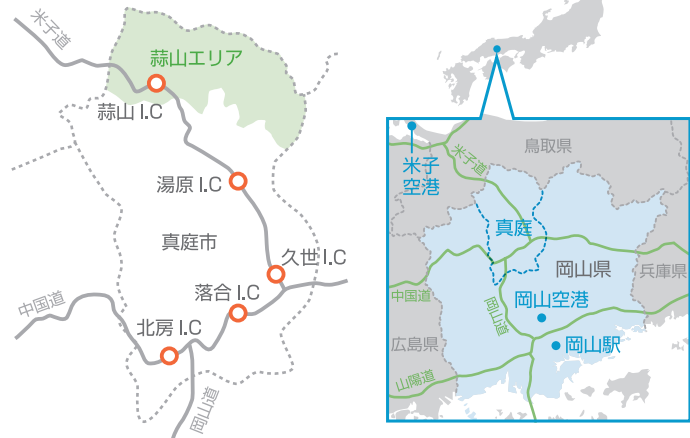 米子道
蒜山エリア
蒜山 I.C
湯原 I.C
真庭市
久世 I.C
落合 I.C
中国道
北房 I.C
岡山道
鳥取県
米子
空港
米子道
真庭
岡山県
兵庫県
中国道
岡山道
岡山空港
広島県
岡山駅
山陽道